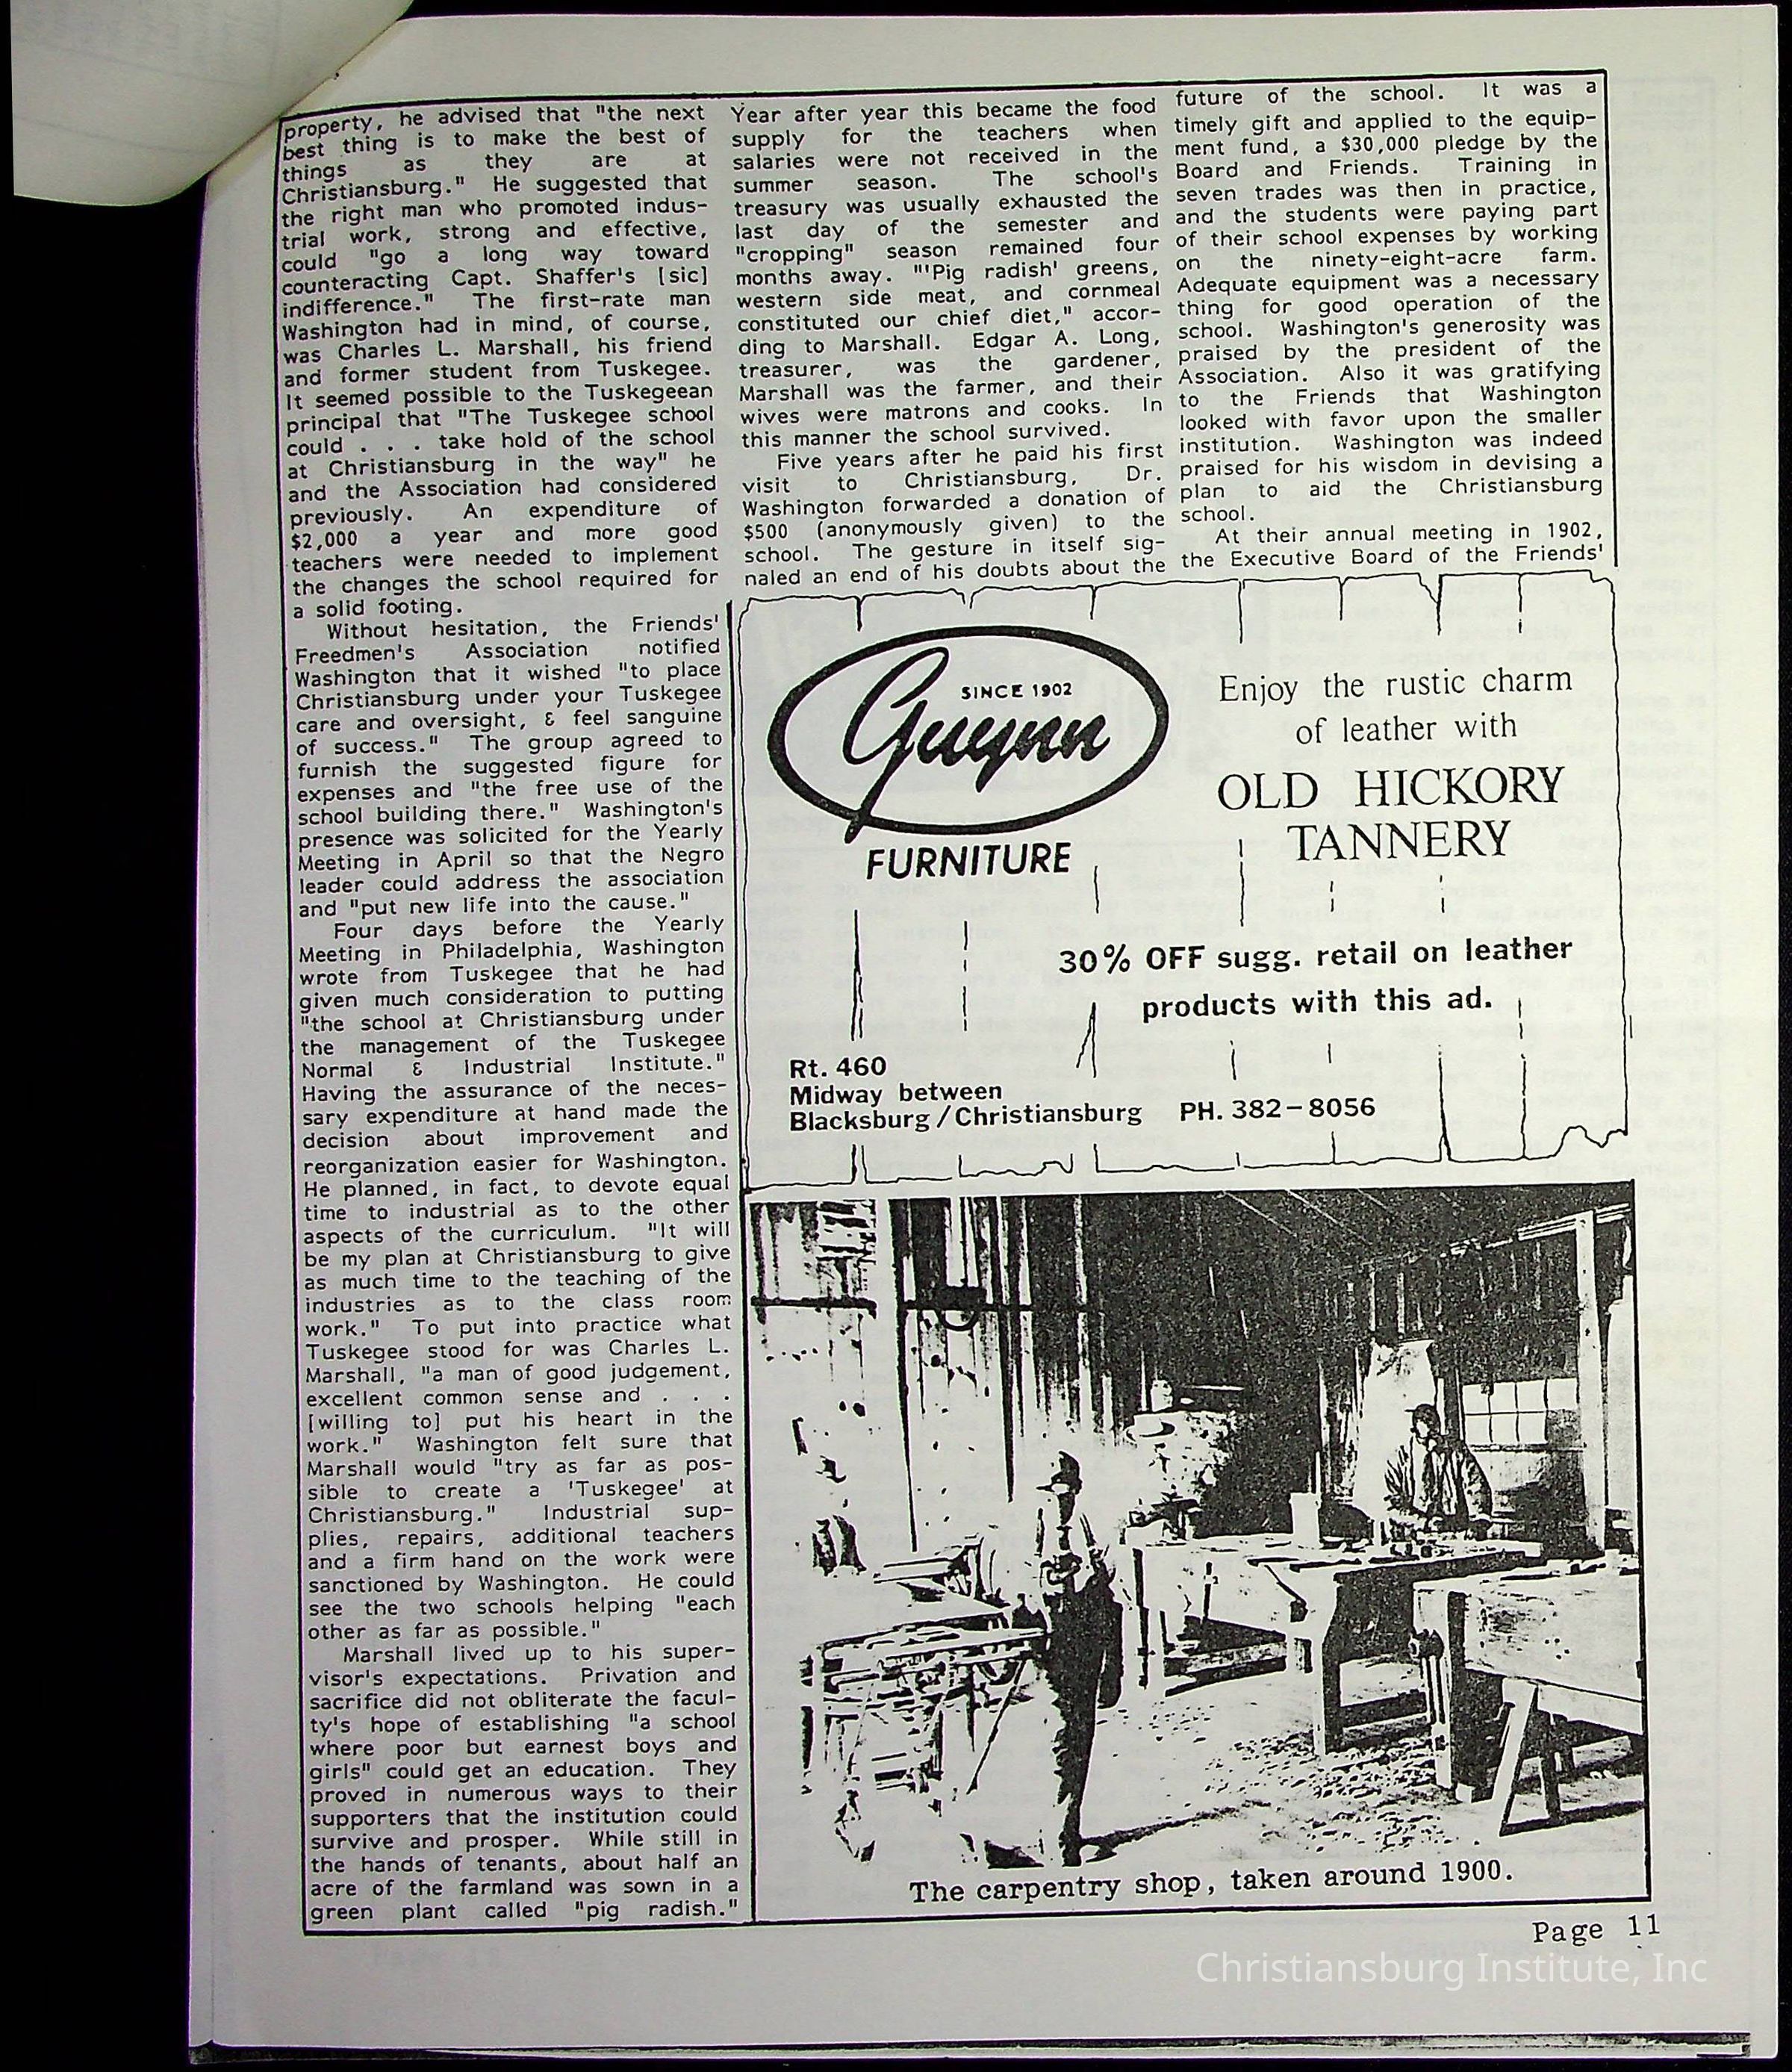 property, he advised that "the next
best thing is to make the best of
things as they are at
Christiansburg." He suggested that
the right man who promoted indus-
trial work, strong and effective,
could "go a long way toward
counteracting Capt. Shaffer's [sic]
indifference." The first-rate man
Washington had in mind, of course,
was Charles L. Marshall, his friend
and former student from Tuskegee.
It seemed possible to the Tuskegeean
principal that "The Tuskegee school
could . . . take hold of the school
at Christiansburg in the way" he
and the Association had considered
previously. An expenditure of
$2,000 a year and more good
teachers were needed to implement
the changes the school required for
a solid footing.
Without hesitation, the Friends'
Freedmen's Association notified
Washington that it wished "to place
Christiansburg under your Tuskegee
care and oversight, & feel sanguine
of success." The group agreed to
furnish the suggested figure for
expenses and "the free use of the
school building there." Washington's
presence was solicited for the Yearly
Meeting in April so that the Negro
leader could address the association
and "put new life into the cause."
Four days before the Yearly
Meeting in Philadelphia, Washington
wrote from Tuskegee that he had
given much consideration to putting
"the school at Christiansburg under
the management of the Tuskegee
Normal & Industrial Institute."
Having the assurance of the neces-
sary expenditure at hand made the
decision about improvement and
reorganization easier for Washington.
He planned, in fact, to devote equal
time to industrial as to the other
aspects of the curriculum. "It will
be my plan at Christiansburg to give
as much time to the teaching of the
industries as to the class room
work." To put into practice what
Tuskegee stood for was Charles L.
Marshall, "a man of good judgement,
excellent common sense and . . .
[willing to] put his heart in the
work." Washington felt sure that
Marshall would "try as far as pos-
sible to create a 'Tuskegee' at
Christiansburg." Industrial sup-
plies, repairs, additional teachers
and a firm hand on the work were
sanctioned by Washington. He could
see the two schools helping "each
other as far as possible."
Marshall lived up to his super-
visor's expectations. Privation and
sacrifice did not obliterate the facul-
ty's hope of establishing "a school
where poor but earnest boys and
girls" could get an education. They
proved in numerous ways to their
supporters that the institution could
survive and prosper. While still in
the hands of tenants, about half an
acre of the farmland was sown in a
green plant called "pig radish."
Year after year this became the food
supply for the teachers when
salaries were not received in the
summer season. The school's
treasury was usually exhausted the
last day of the semester and
"cropping" season remained four
months away. "'Pig radish' greens,
western side meat, and cornmeal
constituted our chief diet," accor-
ding to Marshall. Edgar A. Long,
treasurer, was the gardener,
Marshall was the farmer, and their
wives were matrons and cooks. In
this manner the school survived.
Five years after he paid his first
visit to Christiansburg, Dr.
Washington forwarded a donation of
$500 (anonymously given) to the
school. The gesture in itself sig-
naled an end of his doubts about the
future of the school. It was a
timely gift and applied to the equip-
ment fund, a $30,000 pledge by the
Board and Friends. Training in
seven trades was then in practice,
and the students were paying part
of their school expenses by working
on the ninety-eight-acre farm.
Adequate equipment was a necessary
thing for good operation of the
school. Washington's generosity was
praised by the president of the
Association. Also it was gratifying
to the Friends that Washington
looked with favor upon the smaller
institution. Washington was indeed
praised for his wisdom in devising a
plan to aid the Christiansburg
school.
At their annual meeting in 1902,
the Executive Board of the Friends'
SINCE 1902
Guynn
FURNITURE
Enjoy the rustic charm
of leather with
OLD HICKORY
TANNERY
30% OFF sugg. retail on leather
products with this ad.
Rt. 460
Midway between
Blacksburg/Christiansburg PH. 382-8056
The carpentry shop, taken around 1900.
Page 11
Christiansburg Institute, Inc